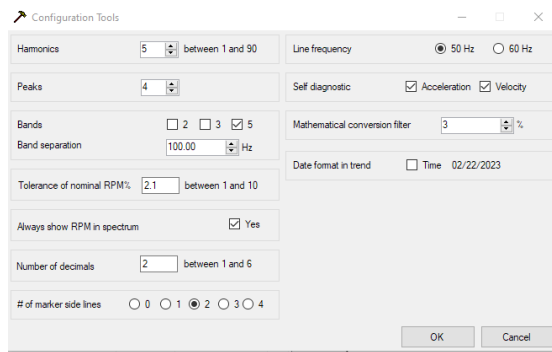 Configuration Tools
Harmonics 5 between 1 and 90
Peaks 4
Bands 2 3 5
Band separation 100.00 Hz
Tolerance of nominal RPM% 2.1 between 1 and 10
Always show RPM in spectrum Yes
Number of decimals 2 between 1 and 6
# of marker side lines 0 1 2 3 4
Line frequency 50 Hz 60 Hz
Self diagnostic Acceleration Velocity
Mathematical conversion filter 3 %
Date format in trend Time 02/22/2023
OK Cancel